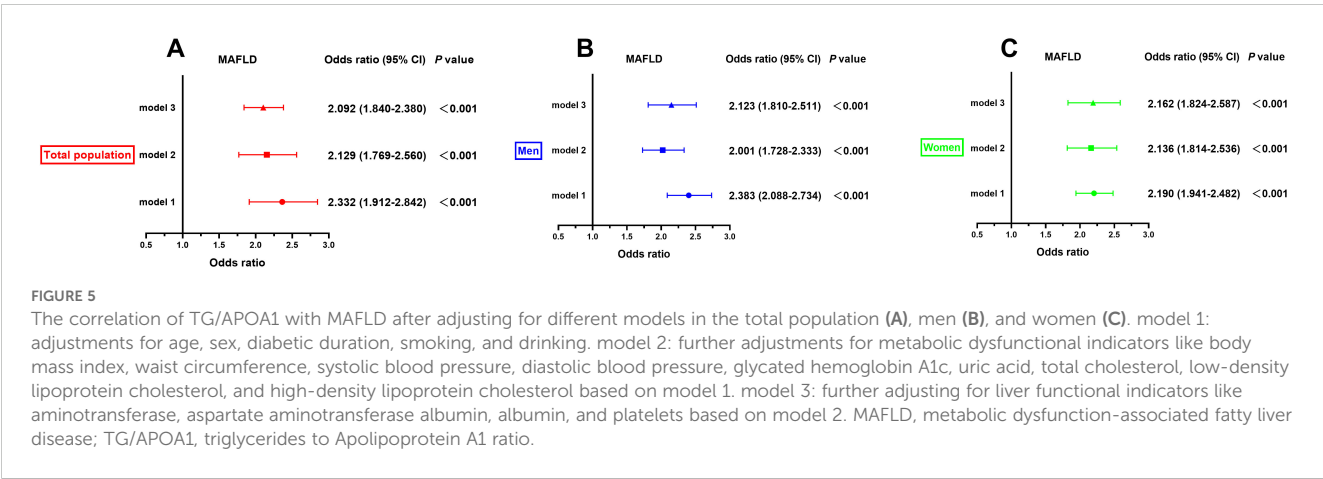 A
MAFLD Odds ratio (95% CI) P value
model 3 2.092 (1.840-2.380) <0.001
Total population model 2 2.129 (1.769-2.560) <0.001
model 1 2.332 (1.912-2.842) <0.001
0.5 1.0 1.5 2.0 2.5 3.0
Odds ratio
B
MAFLD Odds ratio (95% CI) P value
model 3 2.123 (1.810-2.511) <0.001
Men model 2 2.001 (1.728-2.333) <0.001
model 1 2.383 (2.088-2.734) <0.001
0.5 1.0 1.5 2.0 2.5 3.0
Odds ratio
C
MAFLD Odds ratio (95% CI) P value
model 3 2.162 (1.824-2.587) <0.001
Women model 2 2.136 (1.814-2.536) <0.001
model 1 2.190 (1.941-2.482) <0.001
0.5 1.0 1.5 2.0 2.5 3.0
Odds ratio
FIGURE 5
The correlation of TG/APOA1 with MAFLD after adjusting for different models in the total population (A), men (B), and women (C). model 1:
adjustments for age, sex, diabetic duration, smoking, and drinking. model 2: further adjustments for metabolic dysfunctional indicators like body
mass index, waist circumference, systolic blood pressure, diastolic blood pressure, glycated hemoglobin A1c, uric acid, total cholesterol, low-density
lipoprotein cholesterol, and high-density lipoprotein cholesterol based on model 1. model 3: further adjusting for liver functional indicators like
aminotransferase, aspartate aminotransferase albumin, albumin, and platelets based on model 2. MAFLD, metabolic dysfunction-associated fatty liver
disease; TG/APOA1, triglycerides to Apolipoprotein A1 ratio.